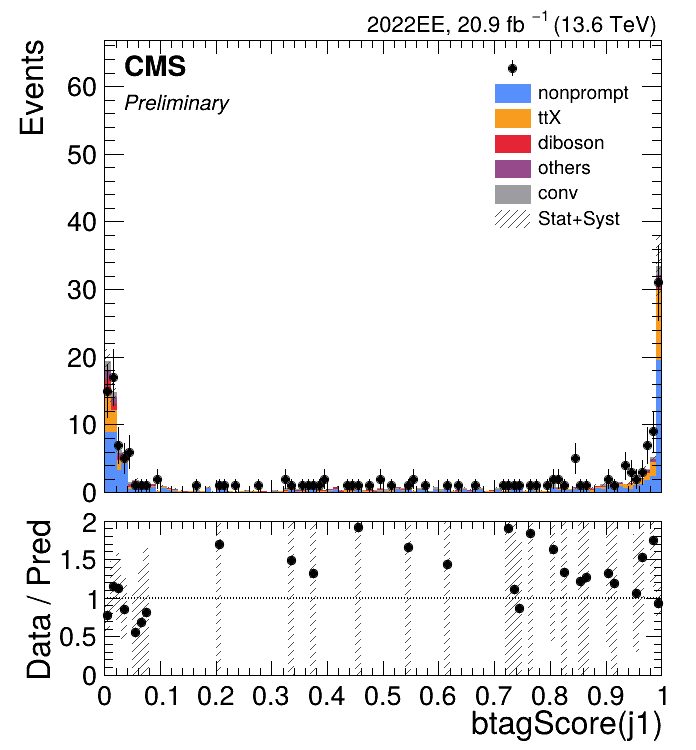 2022EE, 20.9 fb⁻¹ (13.6 TeV)
CMS
Preliminary
nonprompt
ttX
diboson
others
conv
Stat+Syst
Events
60
50
40
30
20
10
0
Data / Pred
2
1.5
1
0.5
0
0 0.1 0.2 0.3 0.4 0.5 0.6 0.7 0.8 0.9 1
btagScore(j1)